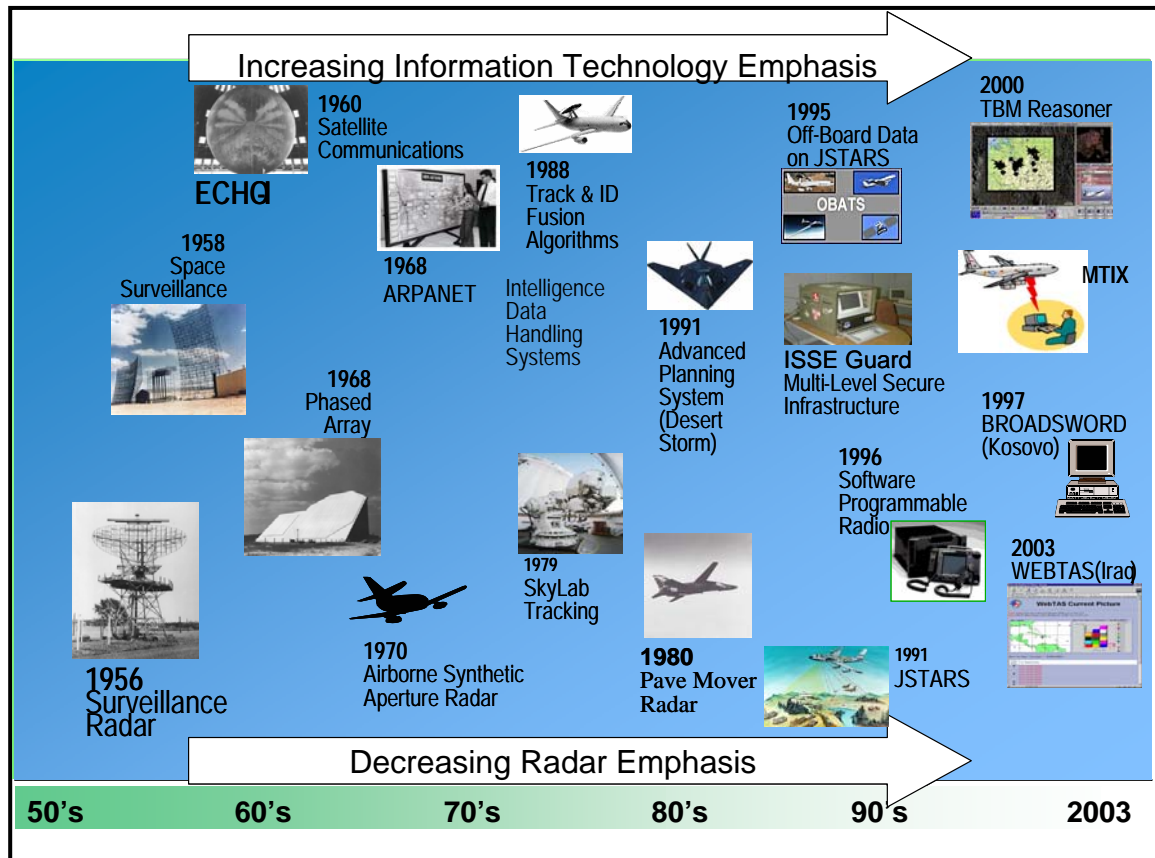 Increasing Information Technology Emphasis
1960
Satellite
Communications
ECHO I
1958
Space
Surveillance
1968
ARPANET
1988
Track & ID
Fusion
Algorithms
Intelligence
Data
Handling
Systems
1995
Off-Board Data
on JSTARS
OBATS
2000
TBM Reasoner
MTIX
1991
Advanced
Planning
System
(Desert
Storm)
ISSE Guard
Multi-Level Secure
Infrastructure
1997
BROADSWORD
(Kosovo)
1968
Phased
Array
1996
Software
Programmable
Radio
1979
SkyLab
Tracking
2003
WEBTAS(Iraq)
WebTAS Current Picture
1956
Surveillance
Radar
1970
Airborne Synthetic
Aperture Radar
1980
Pave Mover
Radar
1991
JSTARS
Decreasing Radar Emphasis
50's
60's
70's
80's
90's
2003